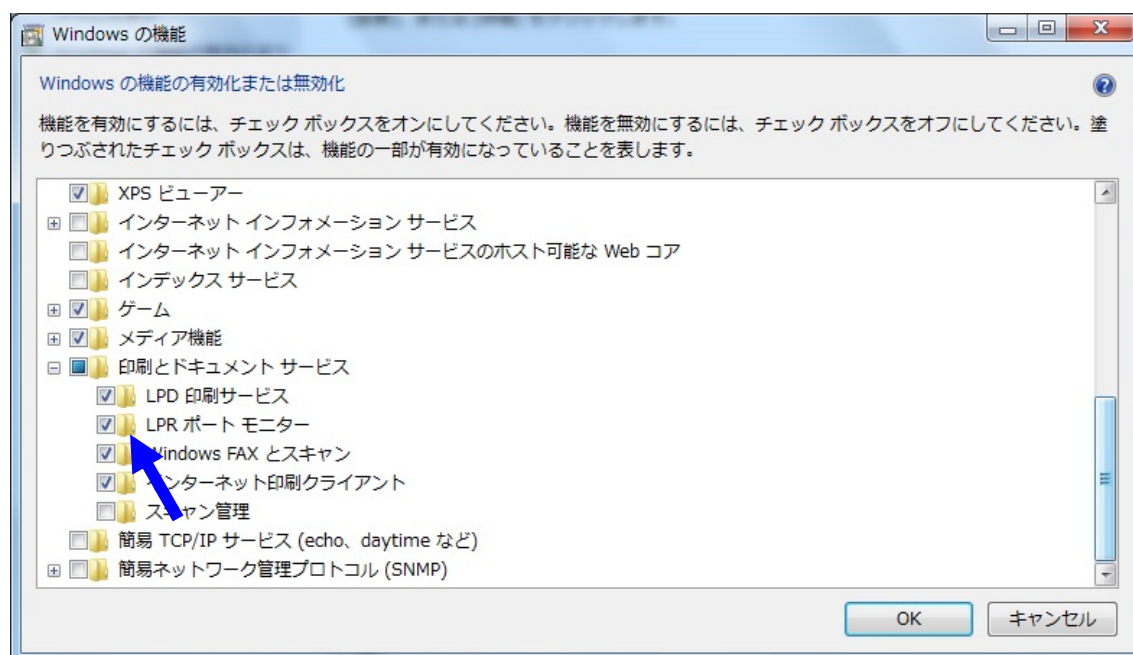 Windows の機能
Windows の機能の有効化または無効化
機能を有効にするには、チェック ボックスをオンにしてください。機能を無効にするには、チェック ボックスをオフにしてください。塗
りつぶされたチェック ボックスは、機能の一部が有効になっていることを表します。
XPS ビューアー
インターネット インフォメーション サービス
インターネット インフォメーション サービスのホスト可能な Web コア
インデックス サービス
ゲーム
メディア機能
印刷とドキュメント サービス
LPD 印刷サービス
LPR ポート モニター
Windows FAX とスキャン
インターネット印刷クライアント
スキャン管理
簡易 TCP/IP サービス (echo、daytime など)
簡易ネットワーク管理プロトコル (SNMP)
OK
キャンセル